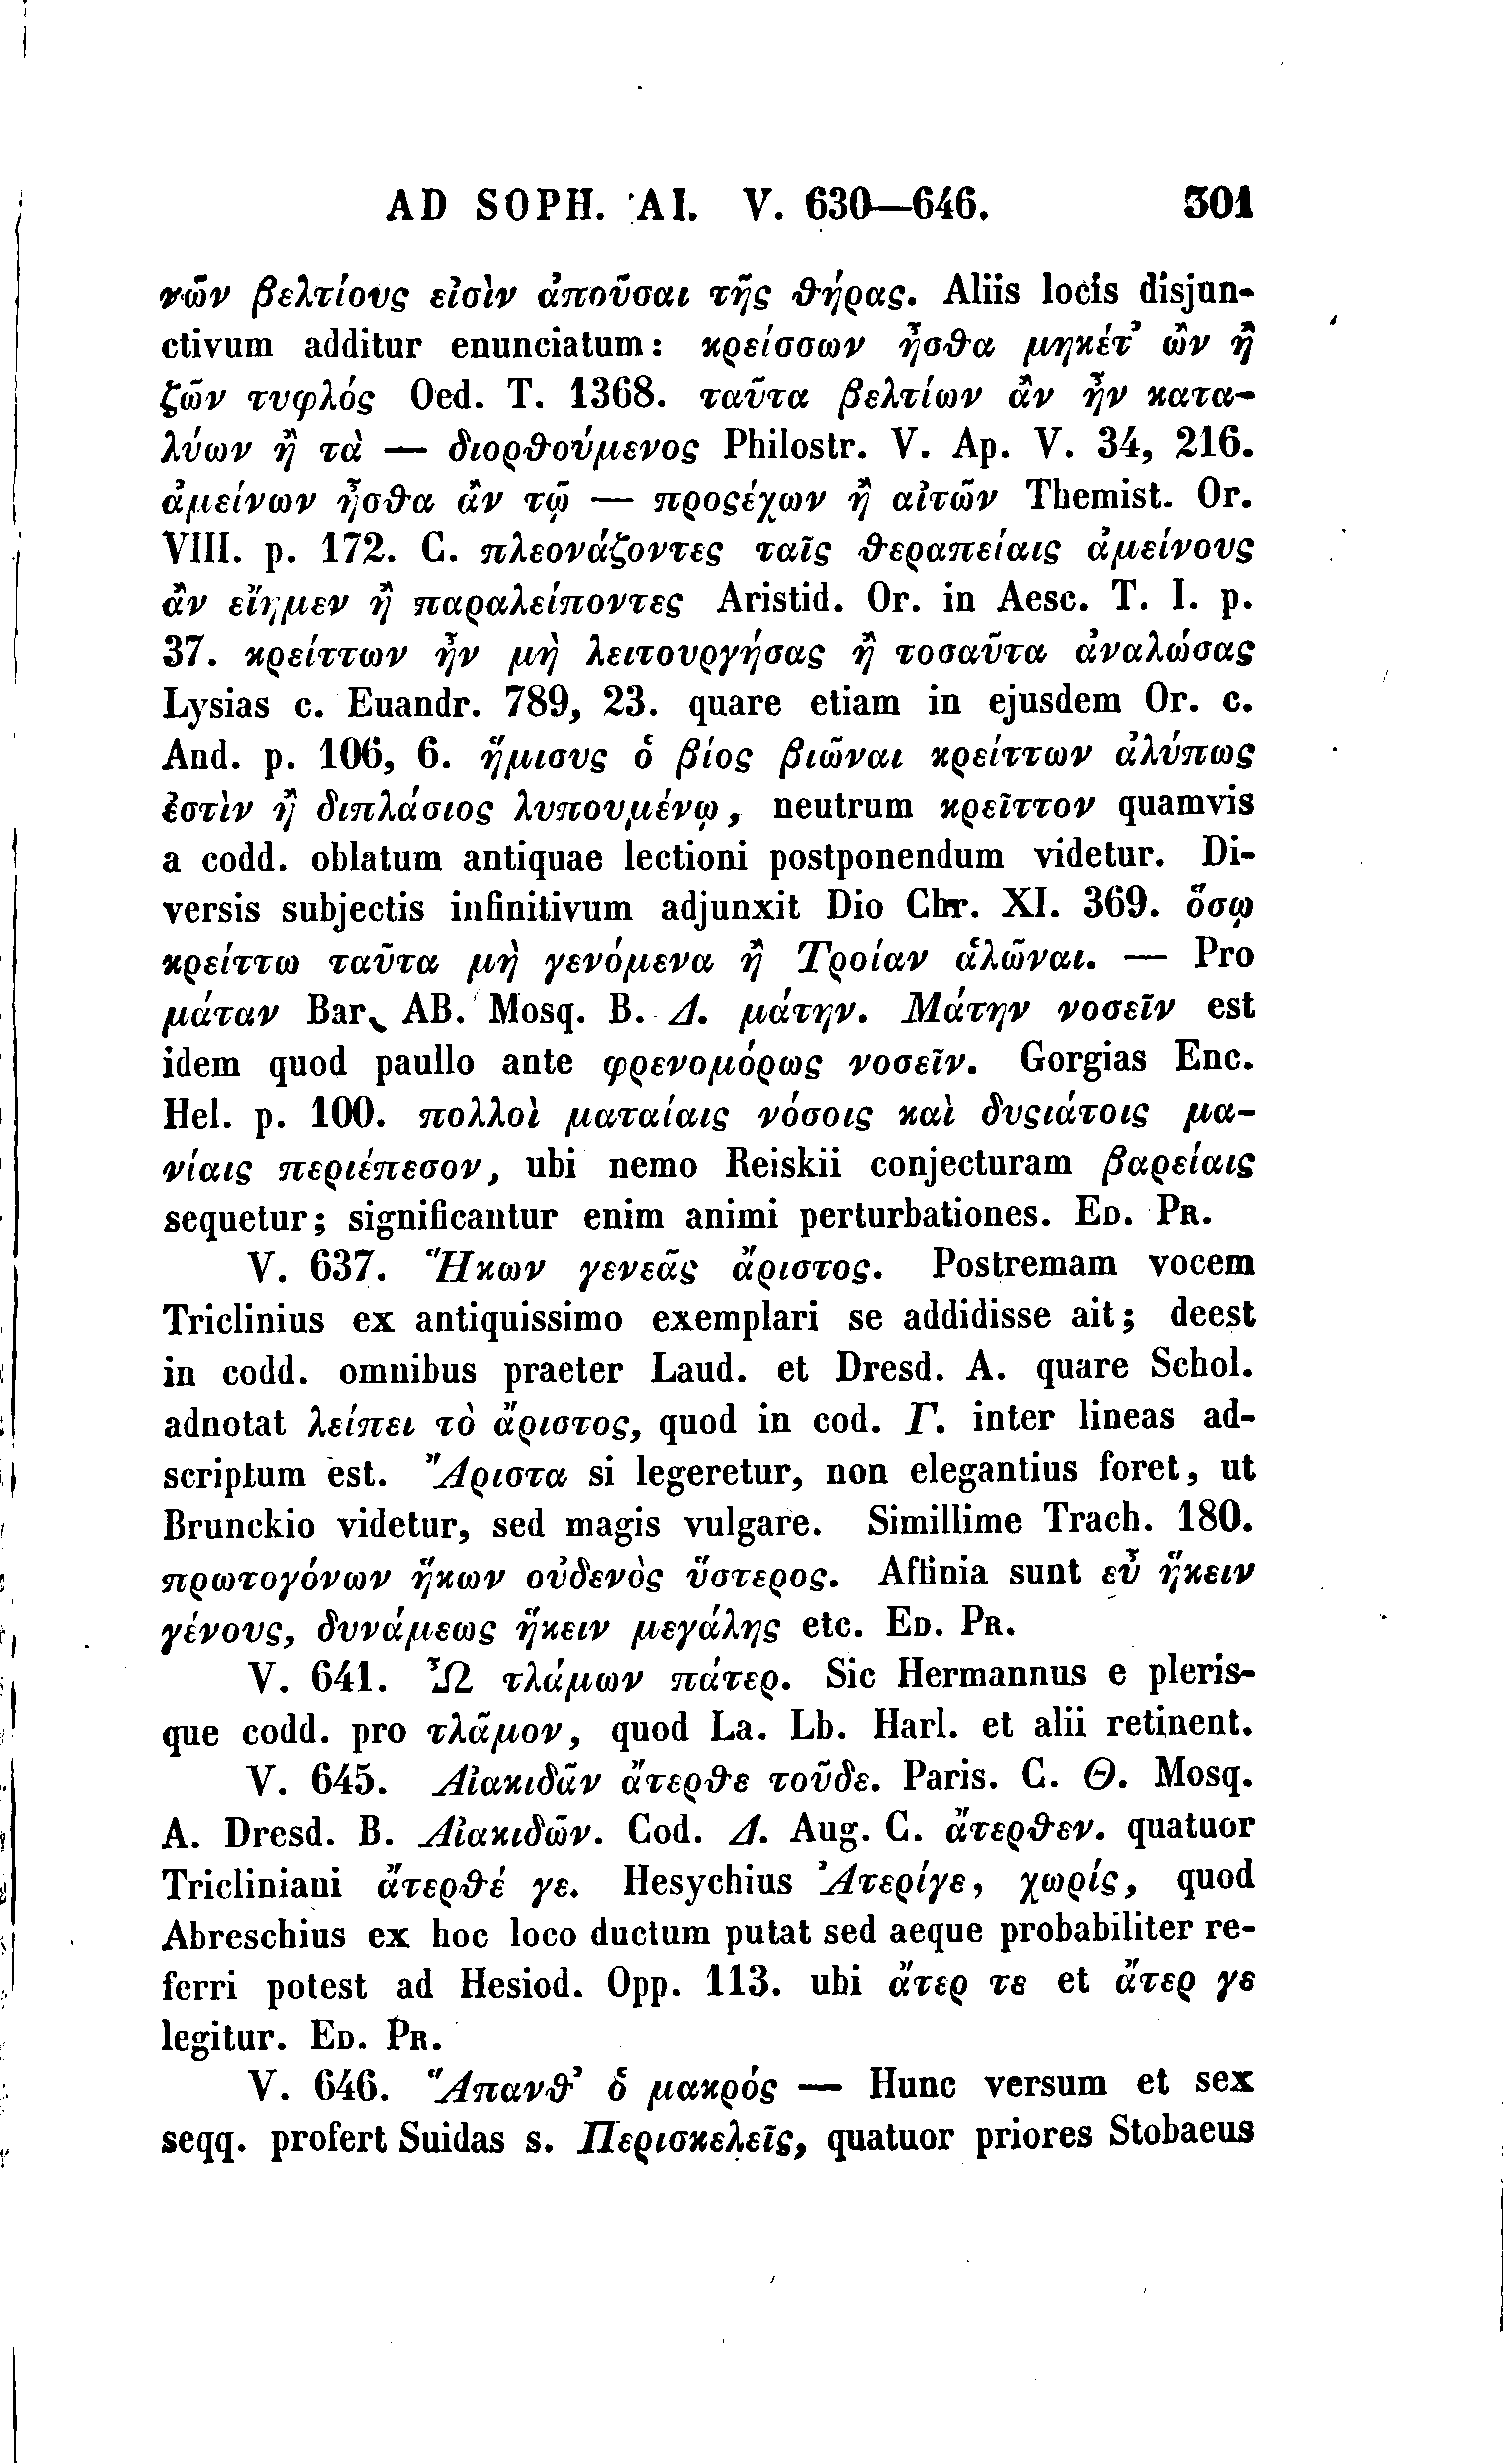 AD SOPH. AI. V. 630—646. 301
νῶν βελτίους εἰσὶν ἀποῦσαι τῆς θήρας. Aliis locis disjun-
ctivum additur enunciatum: κρείσσων ἦσθα μηκέτ᾽ ὢν ἢ
ζῶν τυφλός Oed. T. 1368. ταῦτα βελτίων ἂν ἦν κατα-
λύων ἢ τὰ — διορθούμενος Philostr. V. Ap. V. 34, 216.
ἀμείνων ἦσθα ἂν τῷ — προςέχων ἢ αἰτῶν Themist. Or.
VIII. p. 172. C. πλεονάζοντες ταῖς θεραπείαις ἀμείνους
ἂν εἴημεν ἢ παραλείποντες Aristid. Or. in Aesc. T. I. p.
37. κρείττων ἦν μὴ λειτουργήσας ἢ τοσαῦτα ἀναλώσας
Lysias c. Euandr. 789, 23. quare etiam in ejusdem Or. c.
And. p. 106, 6. ἥμισυς ὁ βίος βιῶναι κρείττων ἀλύπως
ἐστὶν ἢ διπλάσιος λυπουμένῳ, neutrum κρεῖττον quamvis
a codd. oblatum antiquae lectioni postponendum videtur. Di-
versis subjectis infinitivum adjunxit Dio Chr. XI. 369. ὅσῳ
κρείττω ταῦτα μὴ γενόμενα ἢ Τροίαν ἁλῶναι. — Pro
μάταν Bar. AB. Mosq. B. Δ. μάτην. Μάτην νοσεῖν est
idem quod paullo ante φρενομόρως νοσεῖν. Gorgias Enc.
Hel. p. 100. πολλοὶ ματαίαις νόσοις καὶ δυςιάτοις μα-
νίαις περιέπεσον, ubi nemo Reiskii conjecturam βαρείαις
sequetur; significantur enim animi perturbationes. ED. PR.
V. 637. Ἥκων γενεᾶς ἄριστος. Postremam vocem
Triclinius ex antiquissimo exemplari se addidisse ait; deest
in codd. omnibus praeter Laud. et Dresd. A. quare Schol.
adnotat λείπει τὸ ἄριστος, quod in cod. Γ. inter lineas ad-
scriptum est. Ἄριστα si legeretur, non elegantius foret, ut
Brunckio videtur, sed magis vulgare. Simillime Trach. 180.
πρωτογόνων ἥκων οὐδενὸς ὕστερος. Affinia sunt εὖ ἥκειν
γένους, δυνάμεως ἥκειν μεγάλης etc. ED. PR.
V. 641. Ὦ τλάμων πάτερ. Sic Hermannus e pleris-
que codd. pro τλᾶμον, quod La. Lb. Harl. et alii retinent.
V. 645. Αἰακιδᾶν ἄτερθε τοῦδε. Paris. C. Θ. Mosq.
A. Dresd. B. Αἰακιδῶν. Cod. Δ. Aug. C. ἄτερθεν. quatuor
Tricliniani ἄτερθέ γε. Hesychius Ἀτερίγε, χωρίς, quod
Abreschius ex hoc loco ductum putat sed aeque probabiliter re-
ferri potest ad Hesiod. Opp. 113. ubi ἄτερ τε et ἄτερ γε
legitur. ED. PR.
V. 646. Ἅπανθ᾽ ὁ μακρός — Hunc versum et sex
seqq. profert Suidas s. Περισκελεῖς, quatuor priores Stobaeus